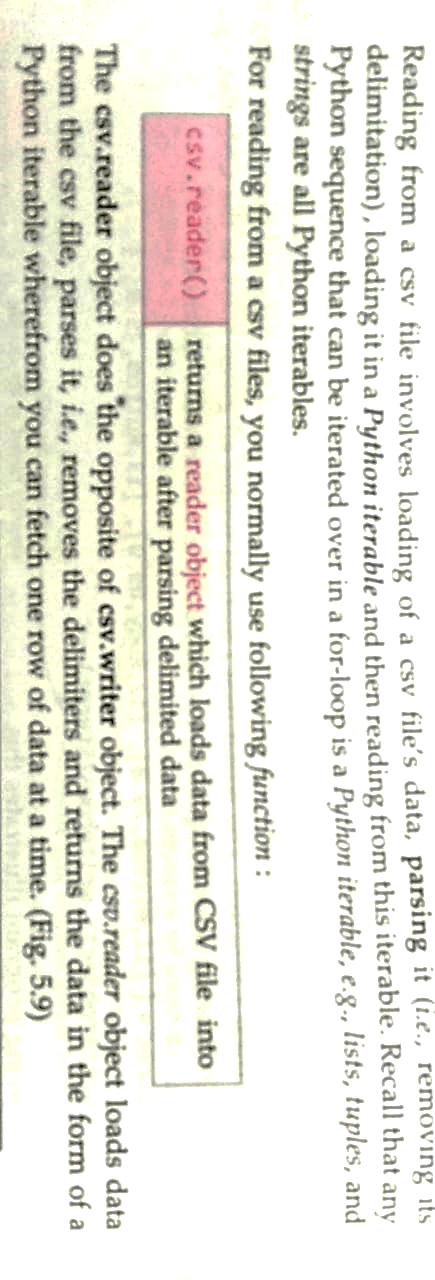 Reading from a csv file involves loading of a csv file's data, parsing it (i.e., removing its
delimitation), loading it in a Python iterable and then reading from this iterable. Recall that any
Python sequence that can be iterated over in a for-loop is a Python iterable, e.g., lists, tuples, and
strings are all Python iterables.
For reading from a csv files, you normally use following function :
csv.reader() returns a reader object which loads data from CSV file into
an iterable after parsing delimited data
The csv.reader object does the opposite of csv.writer object. The csv.reader object loads data
from the csv file, parses it, i.e., removes the delimiters and returns the data in the form of a
Python iterable wherefrom you can fetch one row of data at a time. (Fig. 5.9)